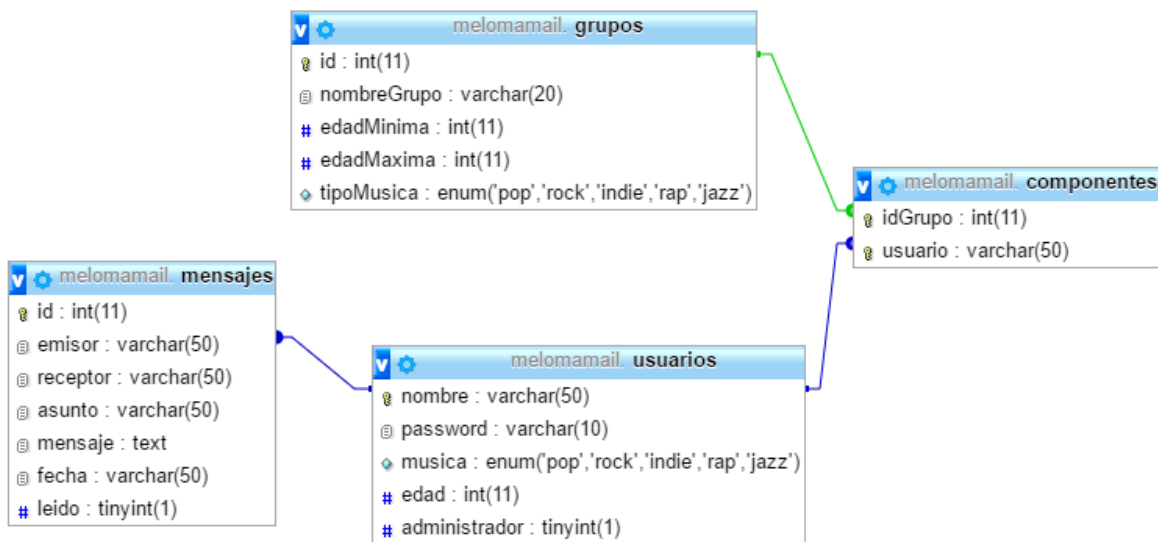 melomamail. grupos
id : int(11)
nombreGrupo : varchar(20)
edadMinima : int(11)
edadMaxima : int(11)
tipoMusica : enum('pop','rock','indie','rap','jazz')
melomamail. componentes
idGrupo : int(11)
usuario : varchar(50)
melomamail. mensajes
id : int(11)
emisor : varchar(50)
receptor : varchar(50)
asunto : varchar(50)
mensaje : text
fecha : varchar(50)
leido : tinyint(1)
melomamail. usuarios
nombre : varchar(50)
password : varchar(10)
musica : enum('pop','rock','indie','rap','jazz')
edad : int(11)
administrador : tinyint(1)